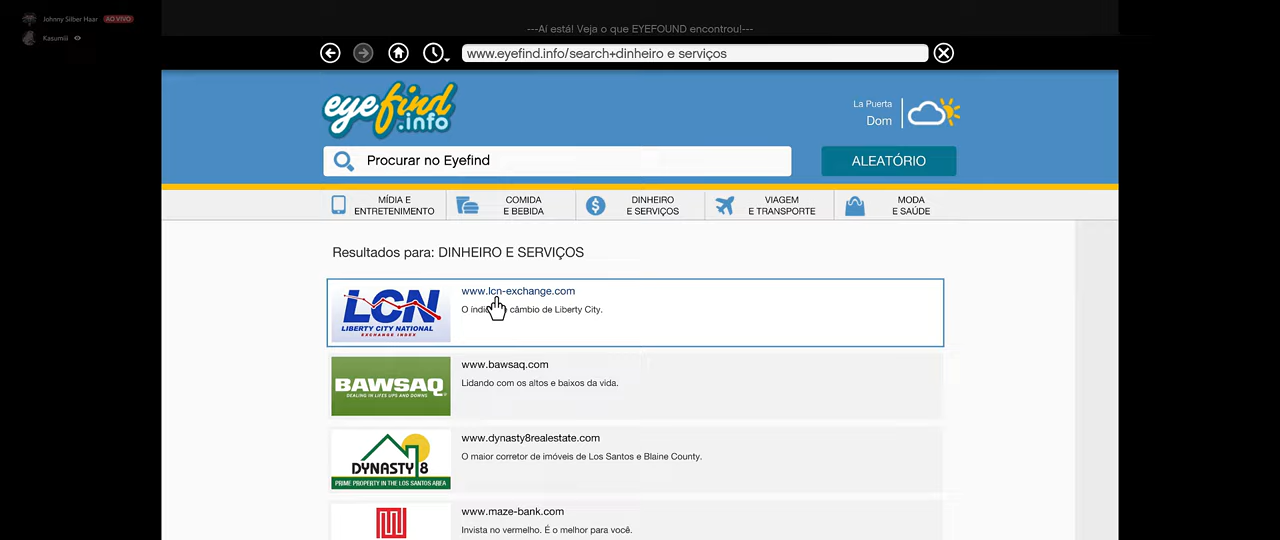 Johnny Silber Haar AO VIVO
Kasumiii
---Aí está! Veja o que EYEFOUND encontrou!---
www.eyefind.info/search+dinheiro e serviços
eyefind
.info
La Puerta
Dom
Procurar no Eyefind
ALEATÓRIO
MÍDIA E
ENTRETENIMENTO
COMIDA
E BEBIDA
DINHEIRO
E SERVIÇOS
VIAGEM
E TRANSPORTE
MODA
E SAÚDE
Resultados para: DINHEIRO E SERVIÇOS
LCN
LIBERTY CITY NATIONAL
EXCHANGE INDEX
www.lcn-exchange.com
O câmbio de Liberty City.
BAWSAQ
DEALING IN LIFES UPS AND DOWNS
www.bawsaq.com
Lidando com os altos e baixos da vida.
DYNASTY 8
PRIME PROPERTY IN THE LOS SANTOS AREA
www.dynasty8realestate.com
O maior corretor de imóveis de Los Santos e Blaine County.
www.maze-bank.com
Invista no vermelho. É o melhor para você.